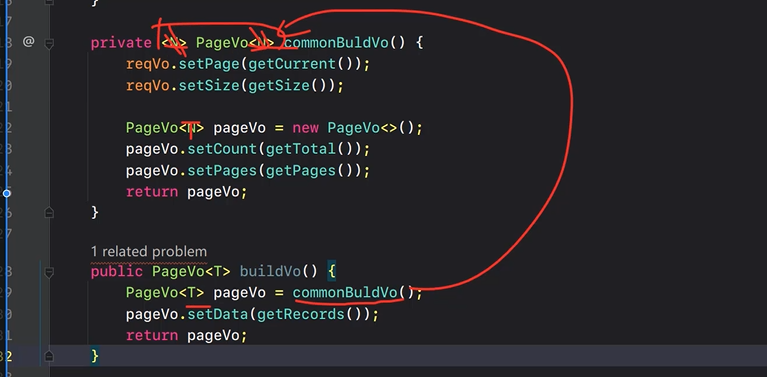 @
private <N> PageVo<N> commonBuldVo() {
reqVo.setPage(getCurrent());
reqVo.setSize(getSize());
PageVo<N> pageVo = new PageVo<>();
T
pageVo.setCount(getTotal());
pageVo.setPages(getPages());
return pageVo;
}
1 related problem
public PageVo<T> buildVo() {
PageVo<T> pageVo = commonBuldVo();
pageVo.setData(getRecords());
return pageVo;
}